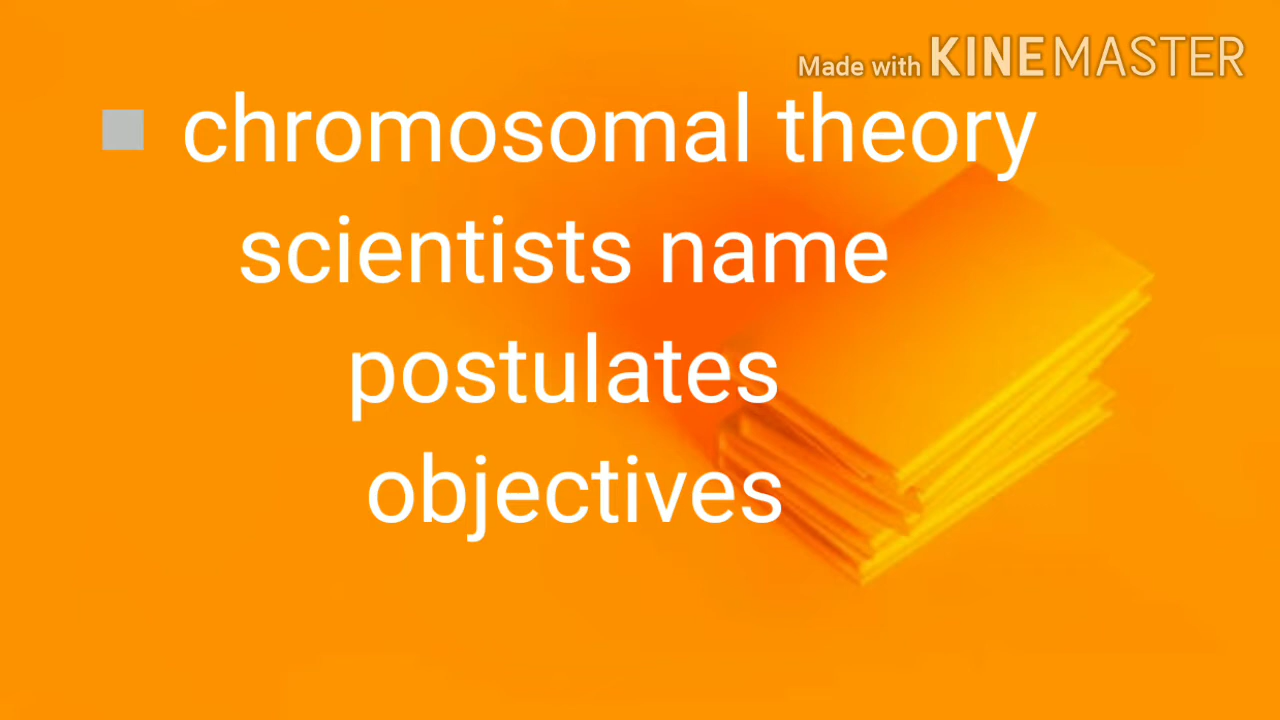 Made with KINEMASTER
chromosomal theory
scientists name
postulates
objectives